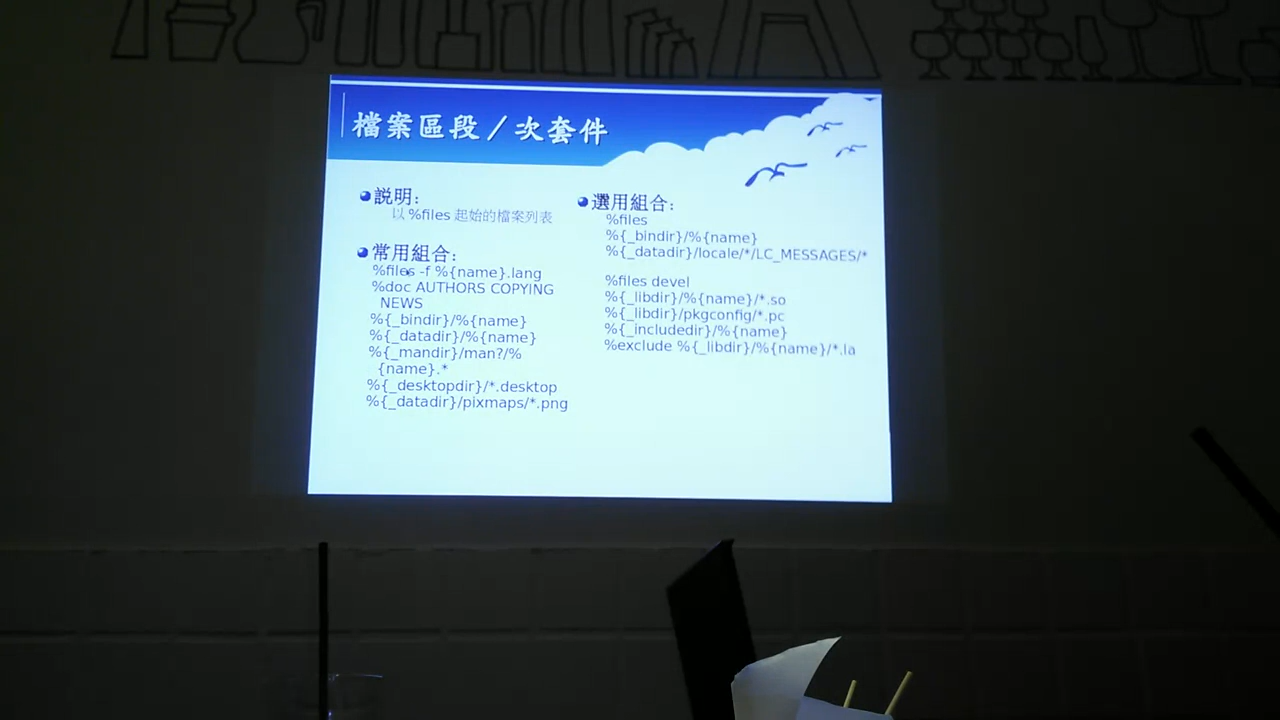 檔案區段／次套件
說明：
以 %files 起始的檔案列表
常用組合：
%files -f %{name}.lang
%doc AUTHORS COPYING
NEWS
%{_bindir}/%{name}
%{_datadir}/%{name}
%{_mandir}/man?/%
{name}.*
%{_desktopdir}/*.desktop
%{_datadir}/pixmaps/*.png
選用組合：
%files
%{_bindir}/%{name}
%{_datadir}/locale/*/LC_MESSAGES/*
%files devel
%{_libdir}/%{name}/*.so
%{_libdir}/pkgconfig/*.pc
%{_includedir}/%{name}
%exclude %{_libdir}/%{name}/*.la